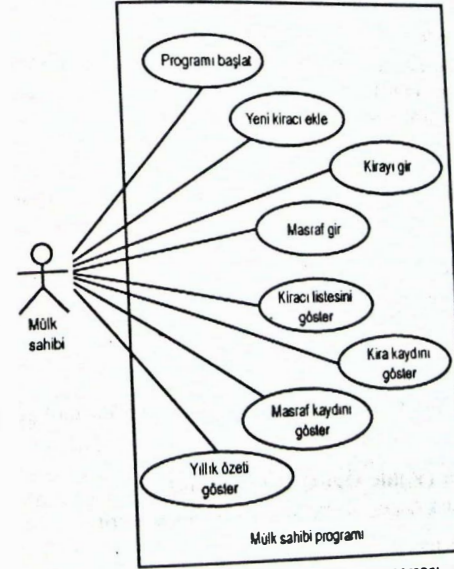 Programı başlat
Yeni kiracı ekle
Kirayı gir
Masraf gir
Kiracı listesini
göster
Kira kaydını
göster
Masraf kaydını
göster
Yıllık özeti
göster
Mülk
sahibi
Mülk sahibi programı